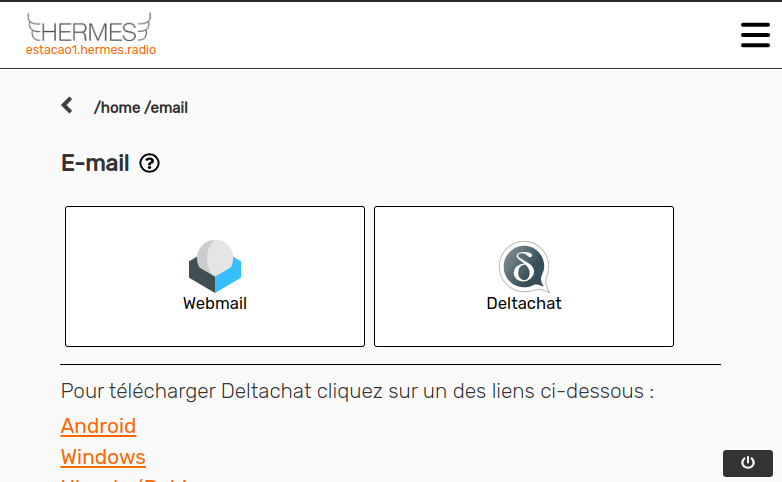 HERMES
estacao1.hermes.radio
/home /email
E-mail
Webmail
Deltachat
Pour télécharger Deltachat cliquez sur un des liens ci-dessous :
Android
Windows